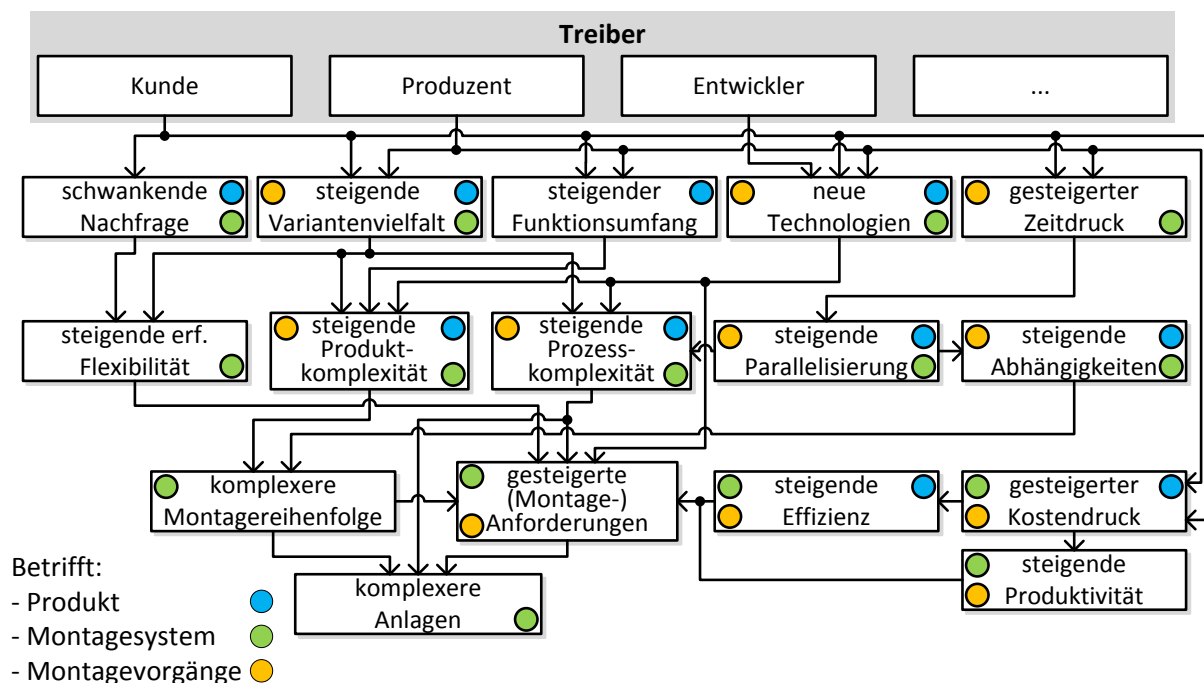 Treiber
Kunde
Produzent
Entwickler
...
schwankende
Nachfrage
steigende
Variantenvielfalt
steigender
Funktionsumfang
neue
Technologien
gesteigerter
Zeitdruck
steigende erf.
Flexibilität
steigende
Produkt-
komplexität
steigende
Prozess-
komplexität
steigende
Parallelisierung
steigende
Abhängigkeiten
komplexere
Montagereihenfolge
gesteigerte
(Montage-)
Anforderungen
steigende
Effizienz
gesteigerter
Kostendruck
steigende
Produktivität
komplexere
Anlagen
Betrifft:
- Produkt
- Montagesystem
- Montagevorgänge